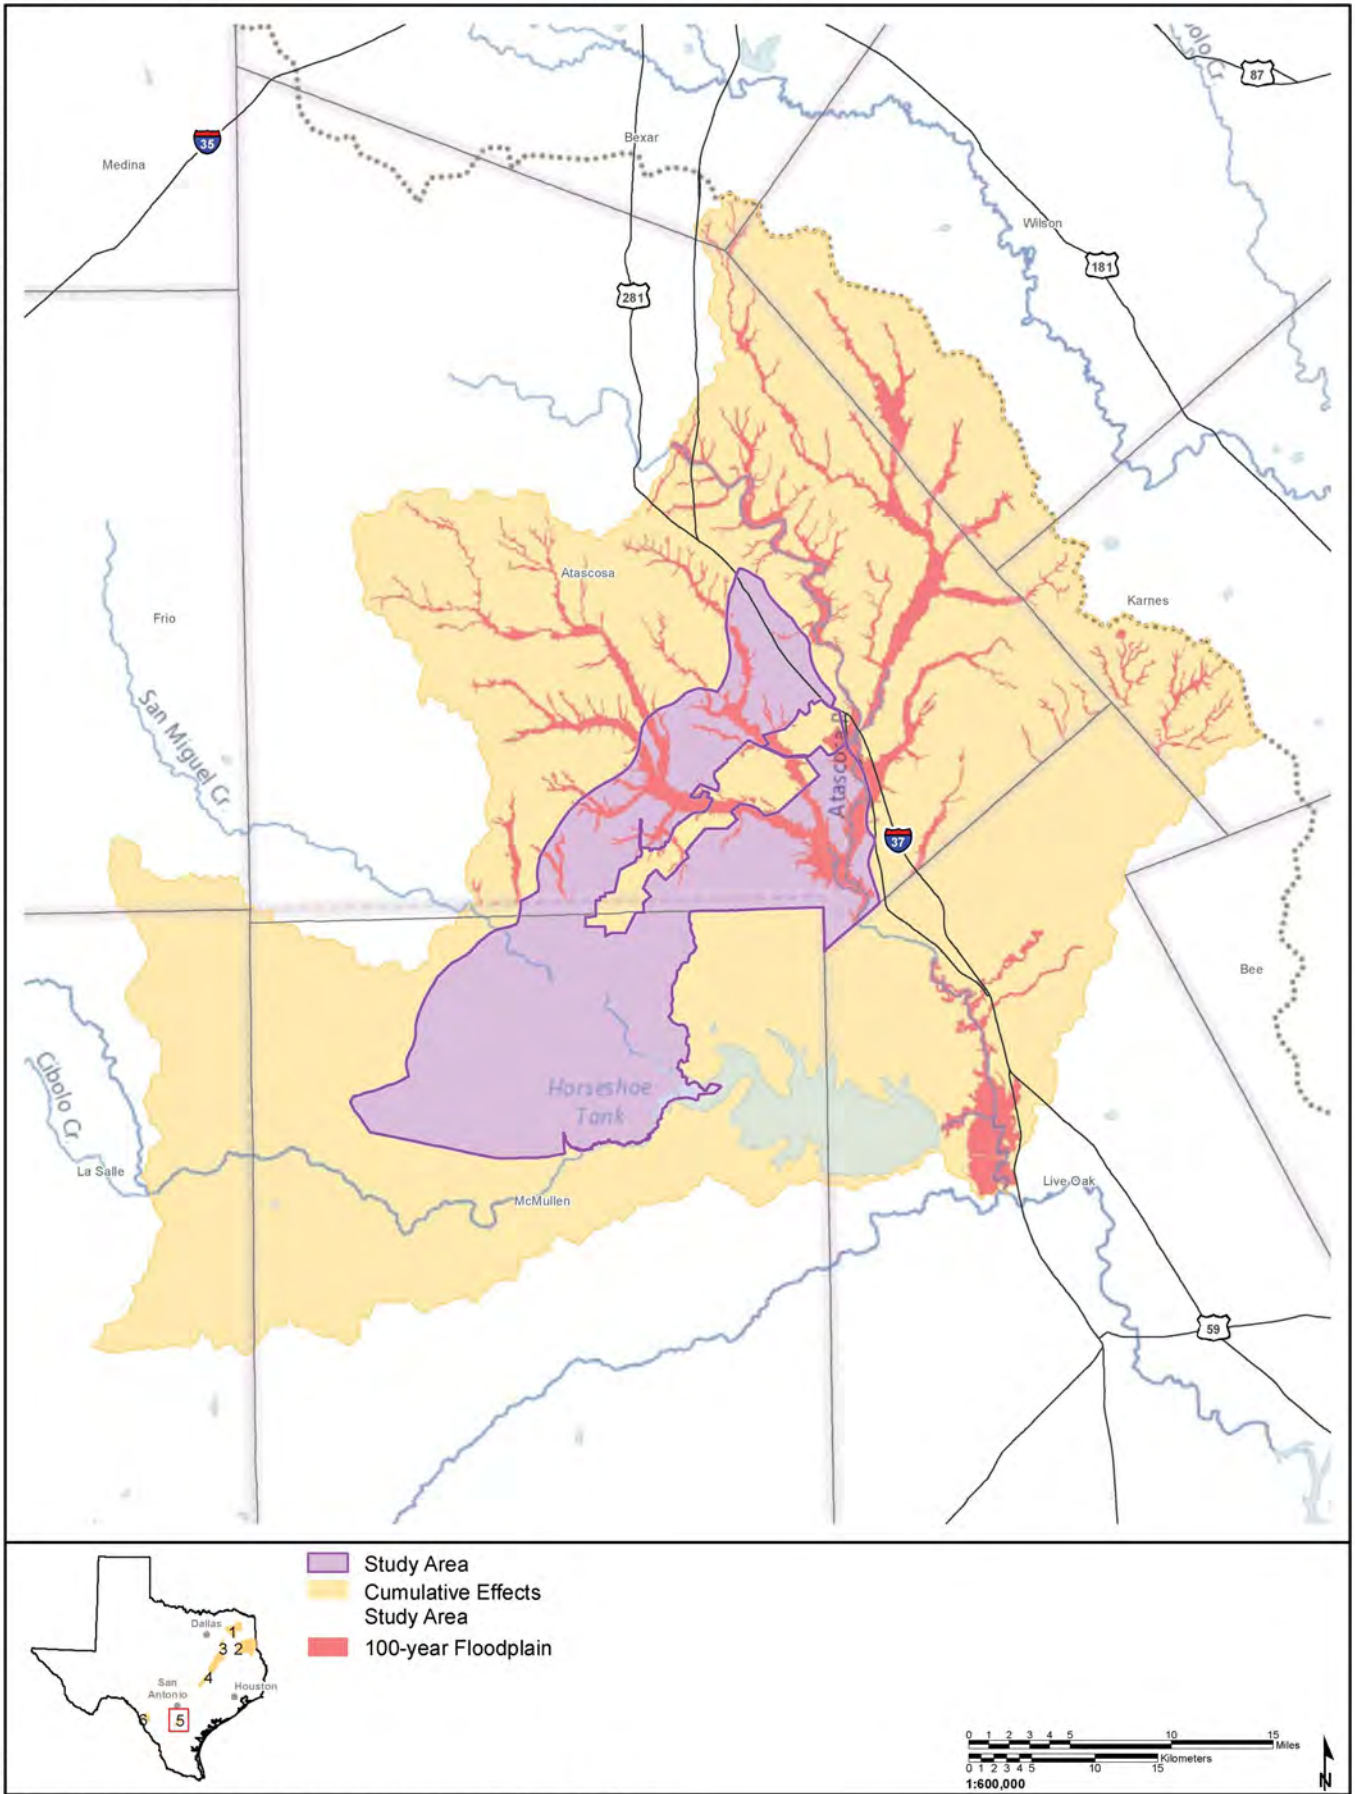 olo Cr.
87
35
Medina
Bexar
Wilson
181
281
Atascosa
Frio
Karnes
San Miguel Cr.
Atascosa R
37
Bee
Horseshoe
Tank
Cibolo Cr.
La Salle
McMullen
Live Oak
59
Study Area
Cumulative Effects
Study Area
100-year Floodplain
Dallas
1
3 2
4
San
Antonio
Houston
6
5
0 1 2 3 4 5 10 15
Miles
Kilometers
0 1 2 3 4 5 10 15
1:600,000
N